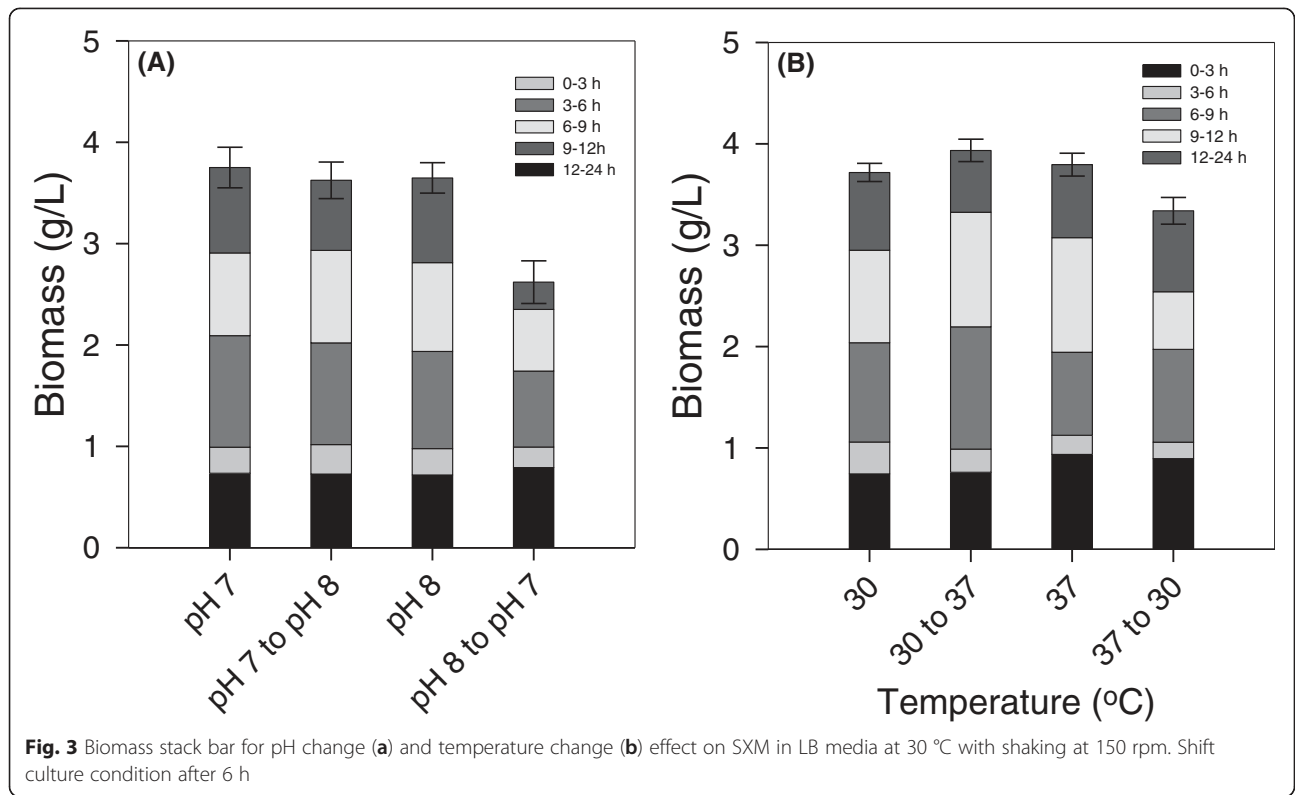 (A)
5
4
3
2
1
0
Biomass (g/L)
0-3 h
3-6 h
6-9 h
9-12h
12-24 h
pH 7
pH 7 to pH 8
pH 8
pH 8 to pH 7
(B)
5
4
3
2
1
0
Biomass (g/L)
0-3 h
3-6 h
6-9 h
9-12 h
12-24 h
30
30 to 37
37
37 to 30
Temperature (ºC)
Fig. 3 Biomass stack bar for pH change (a) and temperature change (b) effect on SXM in LB media at 30 °C with shaking at 150 rpm. Shift
culture condition after 6 h